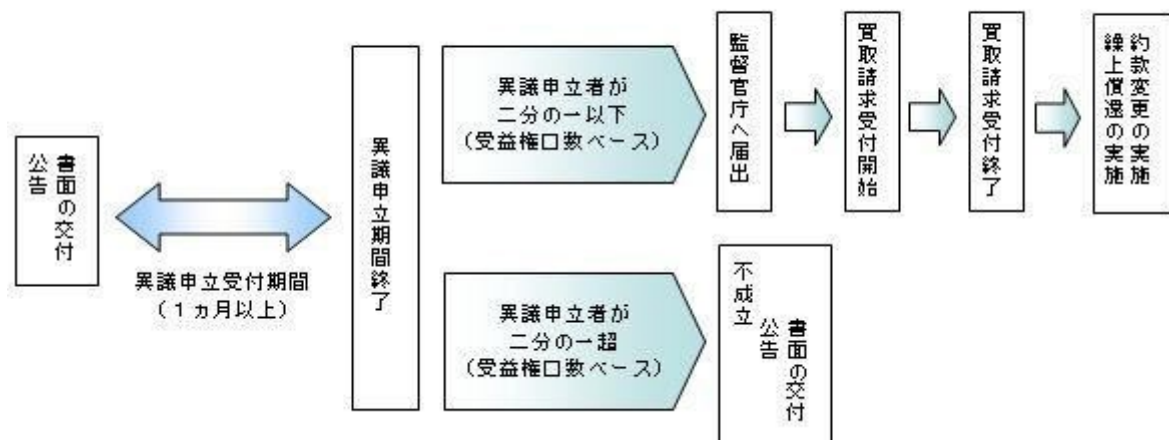 書面の交付
公告
異議申立受付期間
（１ヵ月以上）
異議申立期間終了
異議申立者が
二分の一以下
（受益権口数ベース）
監督官庁へ届出
買取請求受付開始
買取請求受付終了
約款変更の実施
繰上償還の実施
異議申立者が
二分の一超
（受益権口数ベース）
不成立
書面の交付
公告